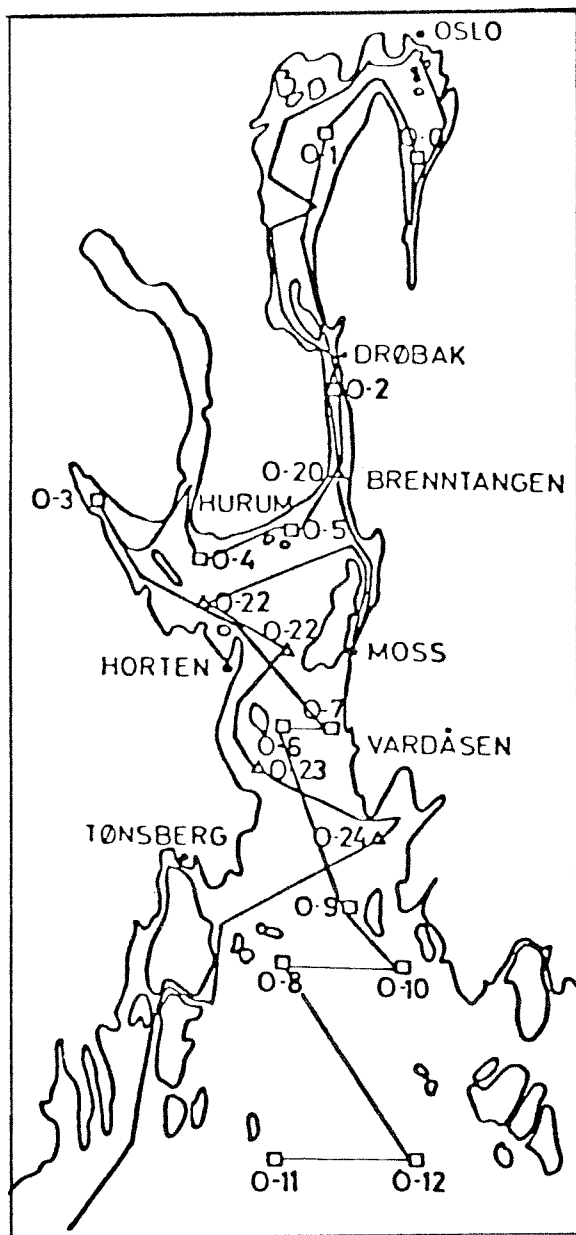 OSLO
O-1
O-0
DRØBAK
O-2
O-20
BRENNTANGEN
O-3
HURUM
O-5
O-4
O-22
O-22
HORTEN
MOSS
O-7
O-6
VARDÅSEN
O-23
TØNSBERG
O-24
O-9
O-8
O-10
O-11
O-12